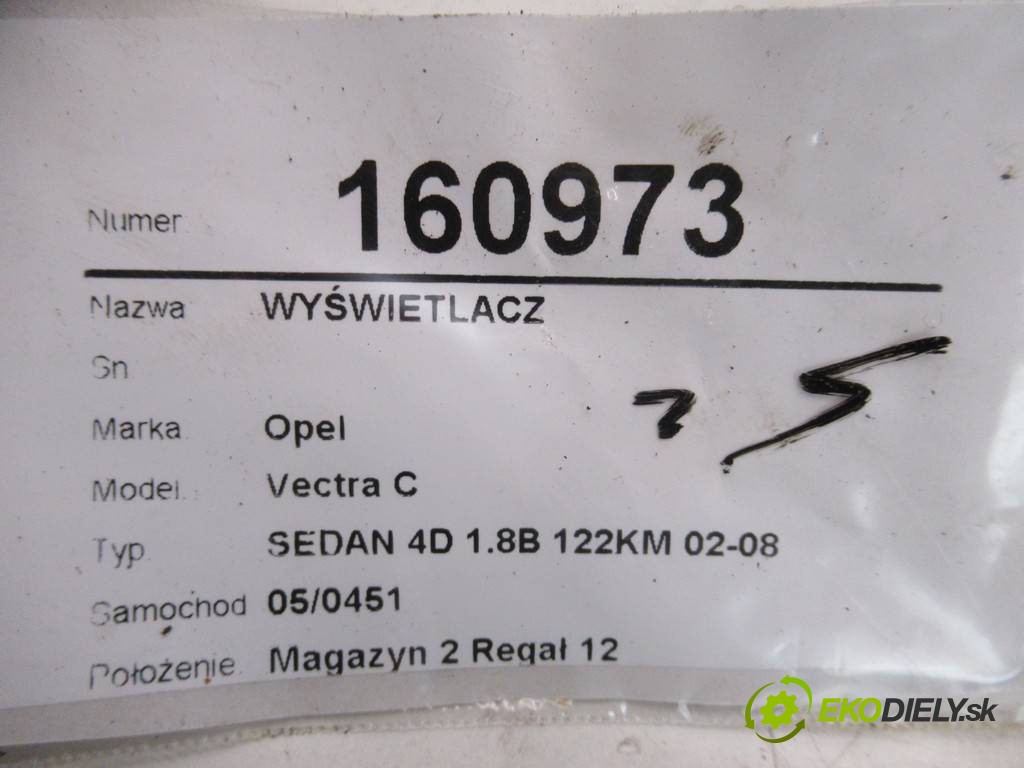 Numer 160973
Nazwa WYŚWIETLACZ
Sn
Marka Opel
Model Vectra C
Typ SEDAN 4D 1.8B 122KM 02-08
Samochod 05/0451
Położenie Magazyn 2 Regał 12
EKODIELY.sk